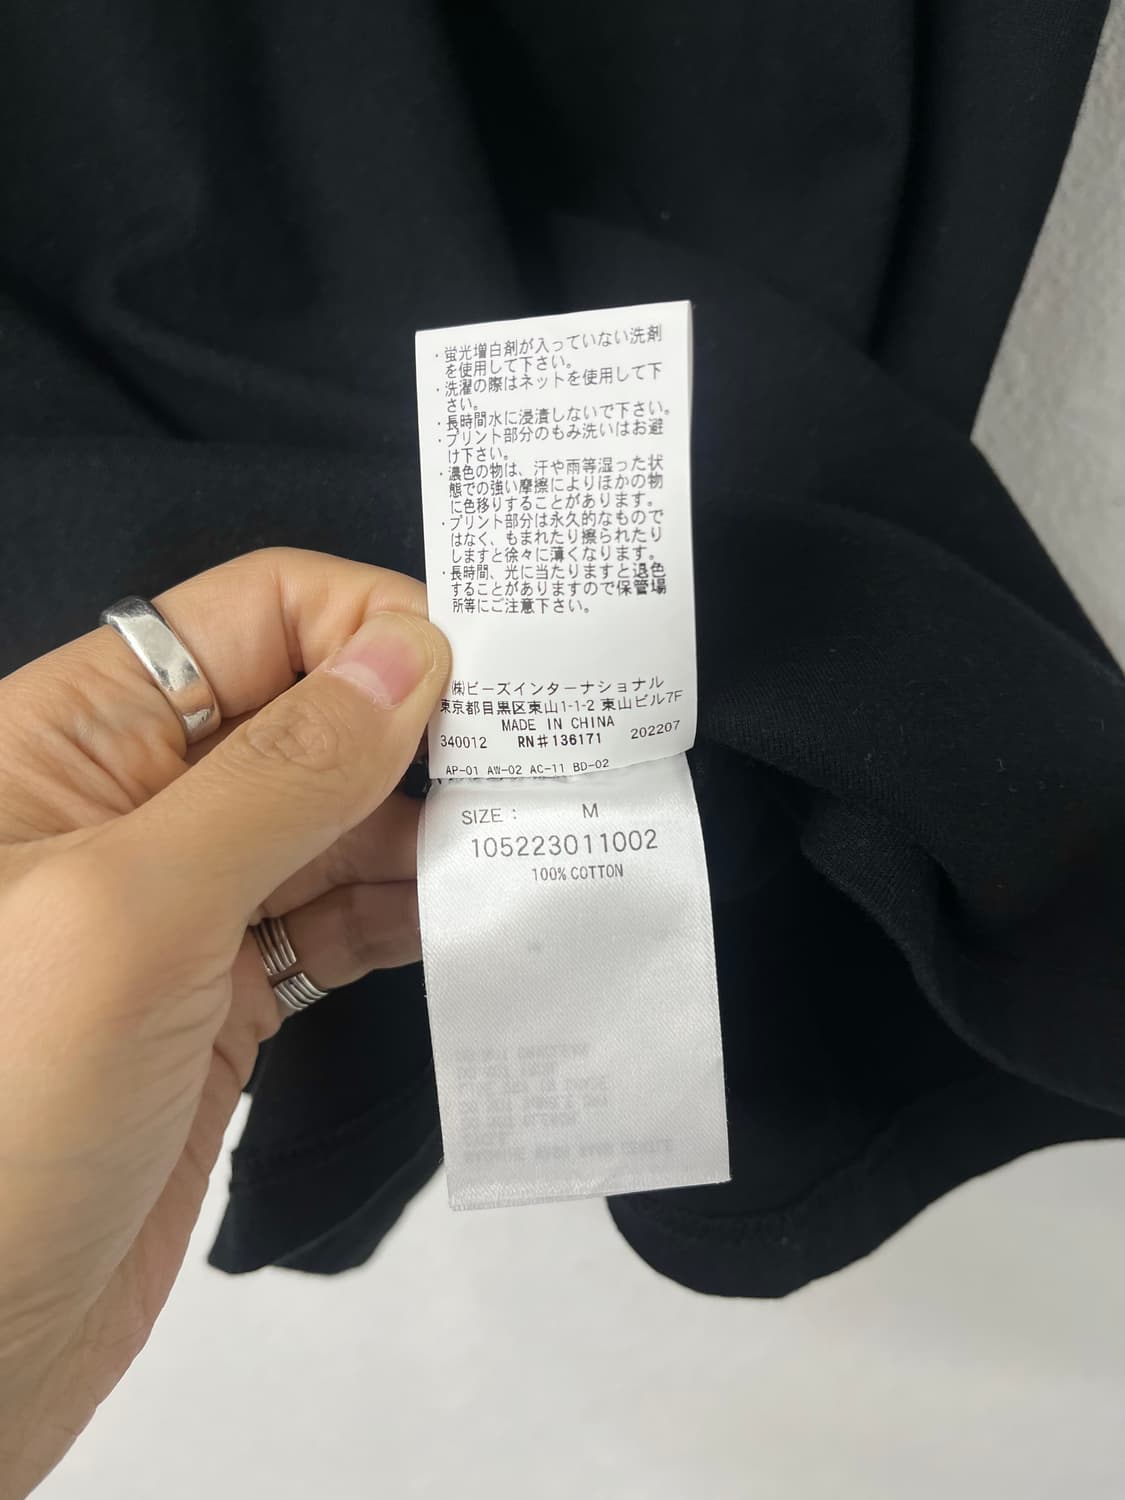 ・蛍光増白剤が入っていない洗剤
を使用して下さい。
・洗濯の際はネットを使用して下
さい。
・長時間水に浸漬しないで下さい。
・プリント部分のもみ洗いはお避
け下さい。
・濃色の物は、汗や雨等湿った状
態での強い摩擦によりほかの物
に色移りすることがあります。
・プリント部分は永久的なもので
はなく、もまれたり擦られたり
しますと徐々に薄くなります。
・長時間、光に当たりますと退色
することがありますので保管場
所等にご注意下さい。
㈱ビーズインターナショナル
東京都目黒区東山1-1-2 東山ビル7F
MADE IN CHINA
340012 RN#136171 202207
AP-01 AW-02 AC-11 BD-02
SIZE : M
105223011002
100% COTTON